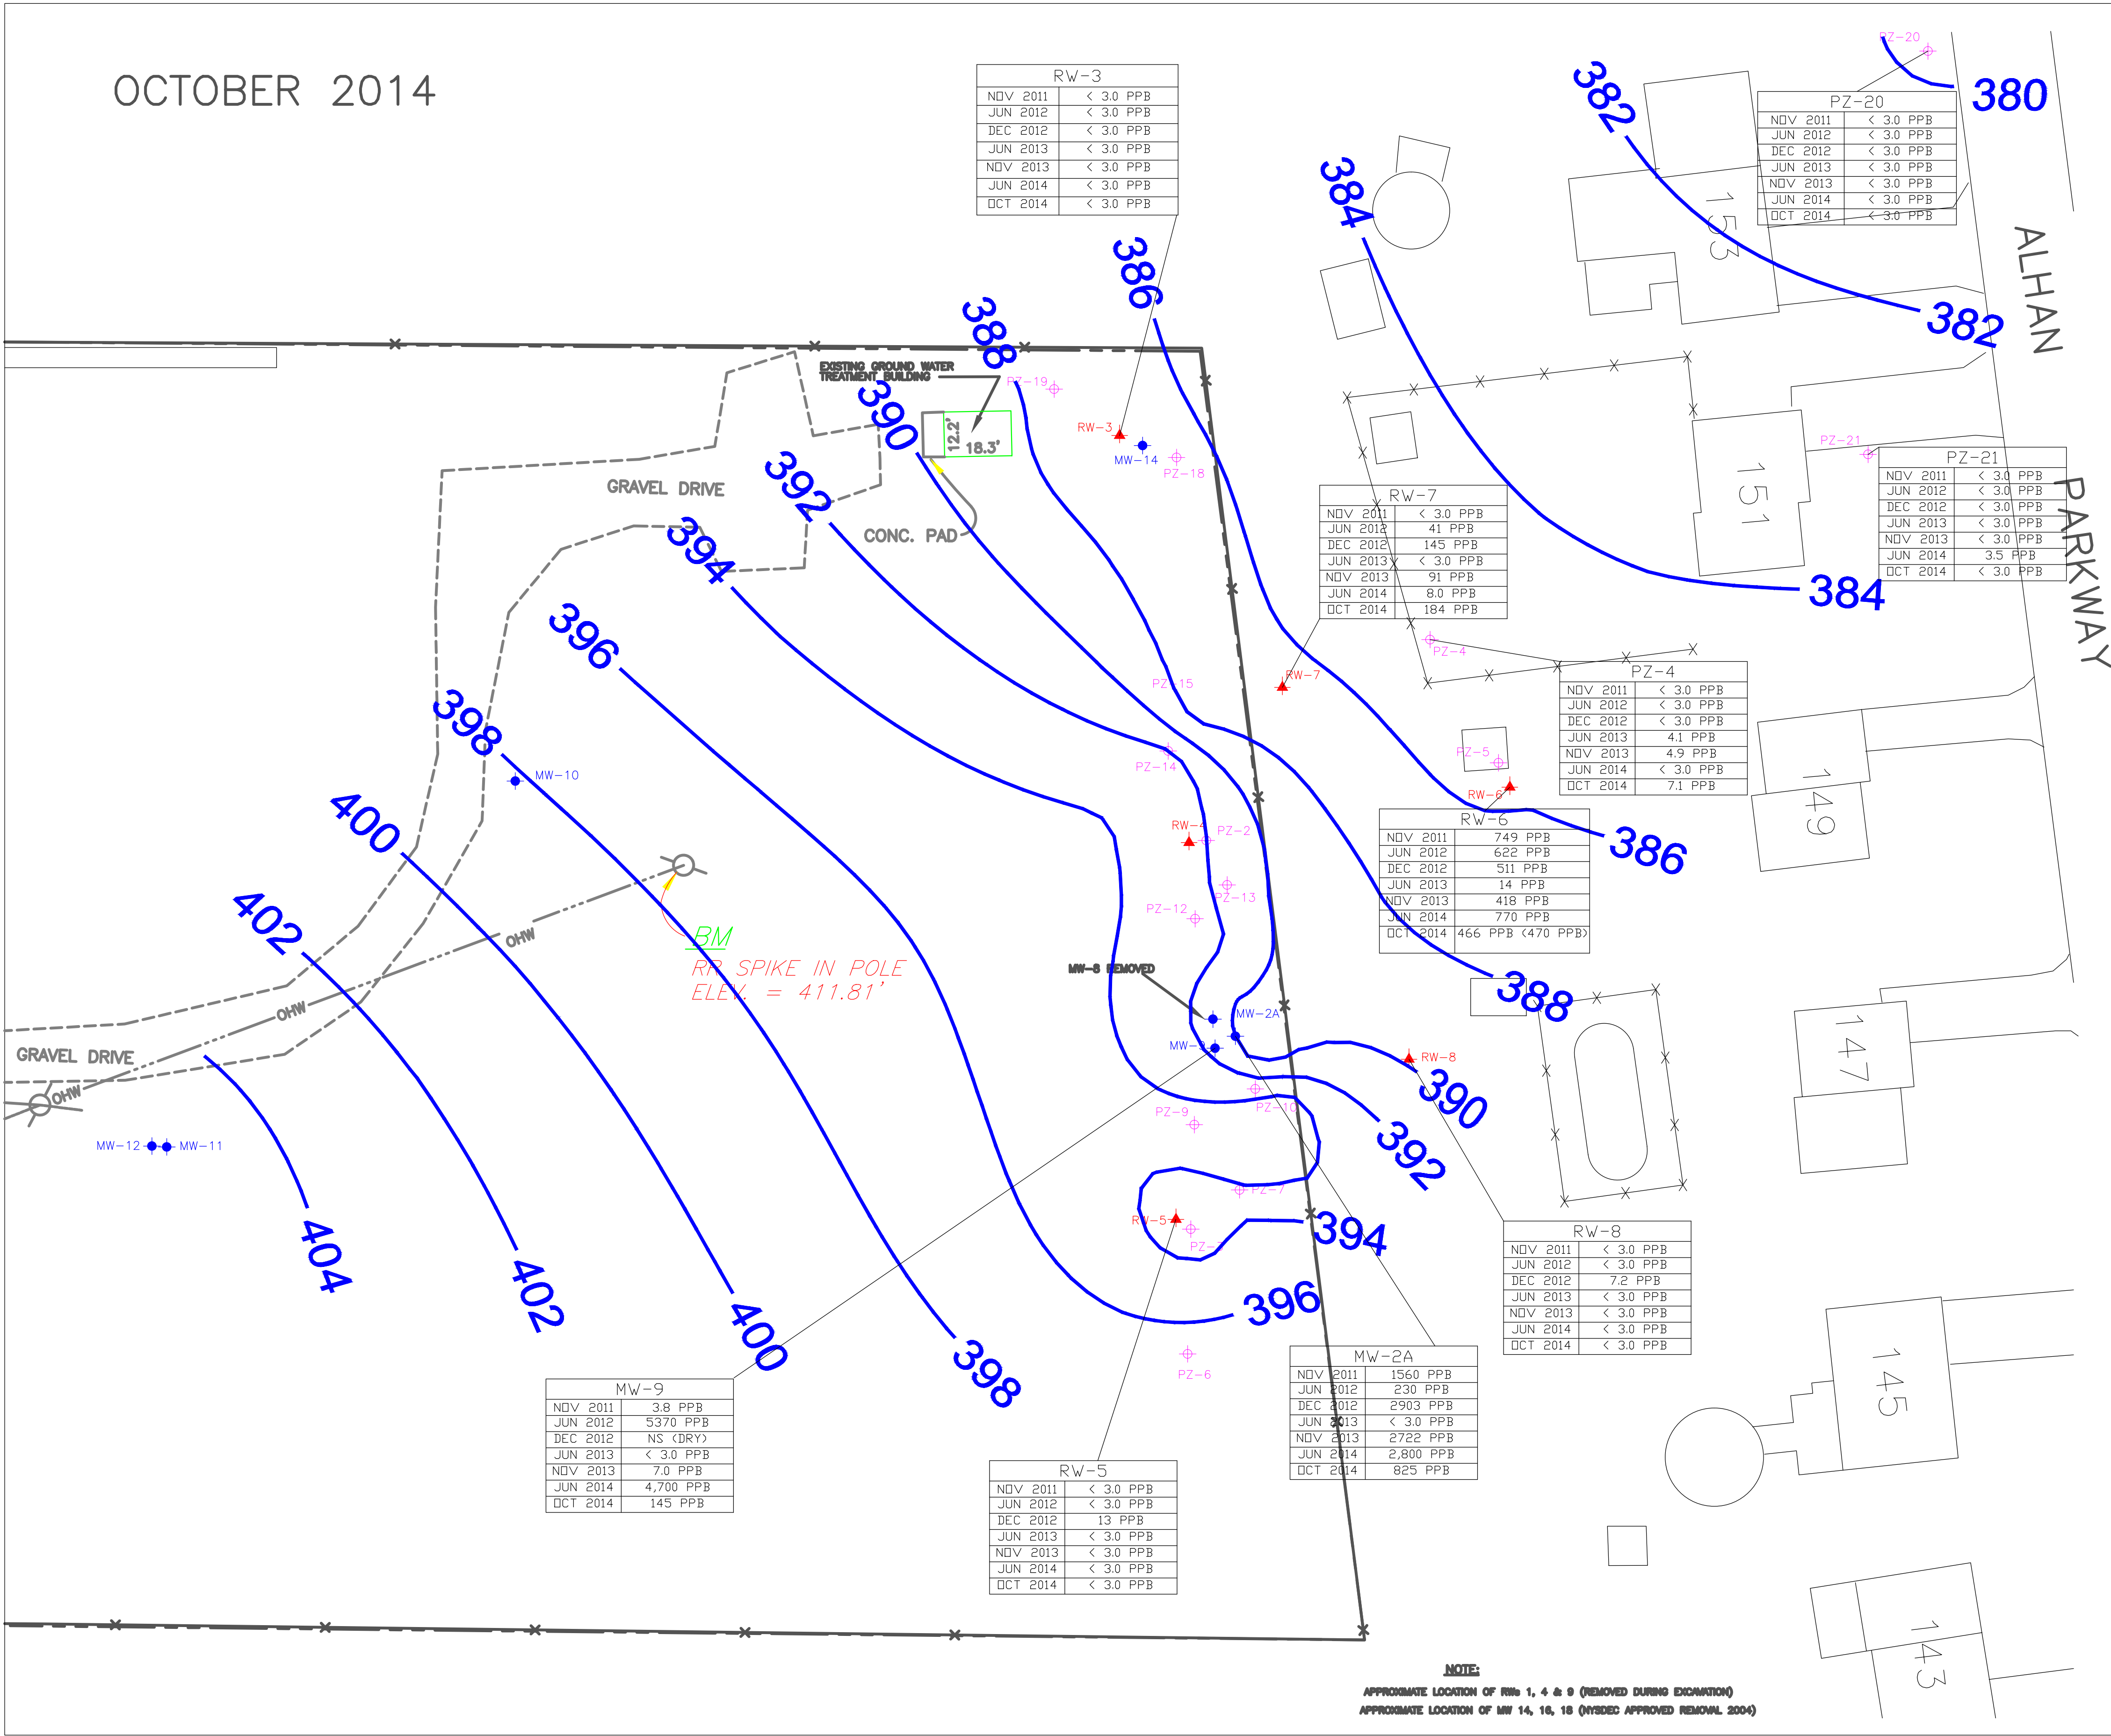 OCTOBER 2014
RW-3
NOV 2011 < 3.0 PPB
JUN 2012 < 3.0 PPB
DEC 2012 < 3.0 PPB
JUN 2013 < 3.0 PPB
NOV 2013 < 3.0 PPB
JUN 2014 < 3.0 PPB
OCT 2014 < 3.0 PPB
PZ-20
380
PZ-20
NOV 2011 < 3.0 PPB
JUN 2012 < 3.0 PPB
DEC 2012 < 3.0 PPB
JUN 2013 < 3.0 PPB
NOV 2013 < 3.0 PPB
JUN 2014 < 3.0 PPB
OCT 2014 < 3.0 PPB
382
384
386
388
153
382
ALHAN
PARKWAY
EXISTING GROUND WATER
TREATMENT BUILDING
PZ-19
390
12.2'
18.3'
RW-3
MW-14
PZ-18
392
GRAVEL DRIVE
CONC. PAD
394
PZ-21
151
PZ-21
NOV 2011 < 3.0 PPB
JUN 2012 < 3.0 PPB
DEC 2012 < 3.0 PPB
JUN 2013 < 3.0 PPB
NOV 2013 < 3.0 PPB
JUN 2014 3.5 PPB
OCT 2014 < 3.0 PPB
RW-7
NOV 2011 < 3.0 PPB
JUN 2012 41 PPB
DEC 2012 145 PPB
JUN 2013 < 3.0 PPB
NOV 2013 91 PPB
JUN 2014 8.0 PPB
OCT 2014 184 PPB
384
396
PZ-4
PZ-15
RW-7
PZ-4
NOV 2011 < 3.0 PPB
JUN 2012 < 3.0 PPB
DEC 2012 < 3.0 PPB
JUN 2013 4.1 PPB
NOV 2013 4.9 PPB
JUN 2014 < 3.0 PPB
OCT 2014 7.1 PPB
398
MW-10
PZ-14
PZ-5
RW-6
149
400
RW-4
PZ-2
RW-6
NOV 2011 749 PPB
JUN 2012 622 PPB
DEC 2012 511 PPB
JUN 2013 14 PPB
NOV 2013 418 PPB
JUN 2014 770 PPB
OCT 2014 466 PPB (470 PPB)
386
402
PZ-13
PZ-12
OHW
BM
RR SPIKE IN POLE
ELEV. = 411.81'
MW-8 REMOVED
388
OHW
GRAVEL DRIVE
OHW
MW-2A
MW-9
RW-8
390
147
PZ-10
PZ-9
MW-12
MW-11
392
PZ-7
RW-5
394
404
402
400
398
396
PZ-6
RW-8
NOV 2011 < 3.0 PPB
JUN 2012 < 3.0 PPB
DEC 2012 7.2 PPB
JUN 2013 < 3.0 PPB
NOV 2013 < 3.0 PPB
JUN 2014 < 3.0 PPB
OCT 2014 < 3.0 PPB
MW-2A
NOV 2011 1560 PPB
JUN 2012 230 PPB
DEC 2012 2903 PPB
JUN 2013 < 3.0 PPB
NOV 2013 2722 PPB
JUN 2014 2,800 PPB
OCT 2014 825 PPB
145
MW-9
NOV 2011 3.8 PPB
JUN 2012 5370 PPB
DEC 2012 NS (DRY)
JUN 2013 < 3.0 PPB
NOV 2013 7.0 PPB
JUN 2014 4,700 PPB
OCT 2014 145 PPB
RW-5
NOV 2011 < 3.0 PPB
JUN 2012 < 3.0 PPB
DEC 2012 13 PPB
JUN 2013 < 3.0 PPB
NOV 2013 < 3.0 PPB
JUN 2014 < 3.0 PPB
OCT 2014 < 3.0 PPB
143
NOTE:
APPROXIMATE LOCATION OF RWs 1, 4 & 9 (REMOVED DURING EXCAVATION)
APPROXIMATE LOCATION OF MW 14, 16, 18 (NYSDEC APPROVED REMOVAL 2004)